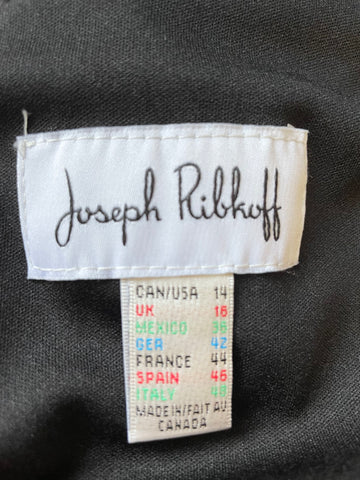 Joseph Ribkoff
CAN/USA 14
UK 16
MEXICO 36
GER 42
FRANCE 44
SPAIN 46
ITALY 48
MADE IN/FAIT AU
CANADA